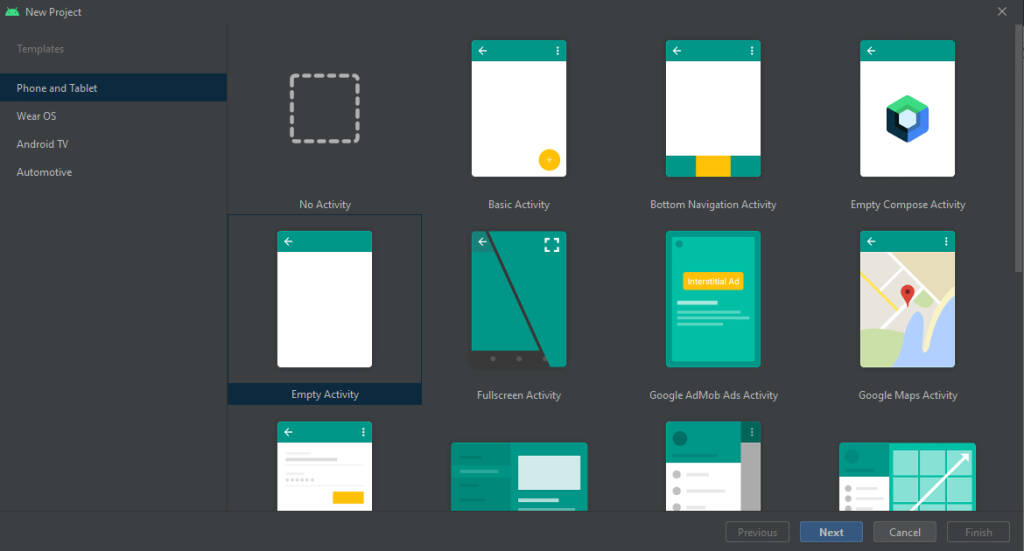 New Project
Templates
Phone and Tablet
Wear OS
Android TV
Automotive
No Activity
Basic Activity
Bottom Navigation Activity
Empty Compose Activity
Empty Activity
Fullscreen Activity
Interstitial Ad
Google AdMob Ads Activity
Google Maps Activity
Previous
Next
Cancel
Finish